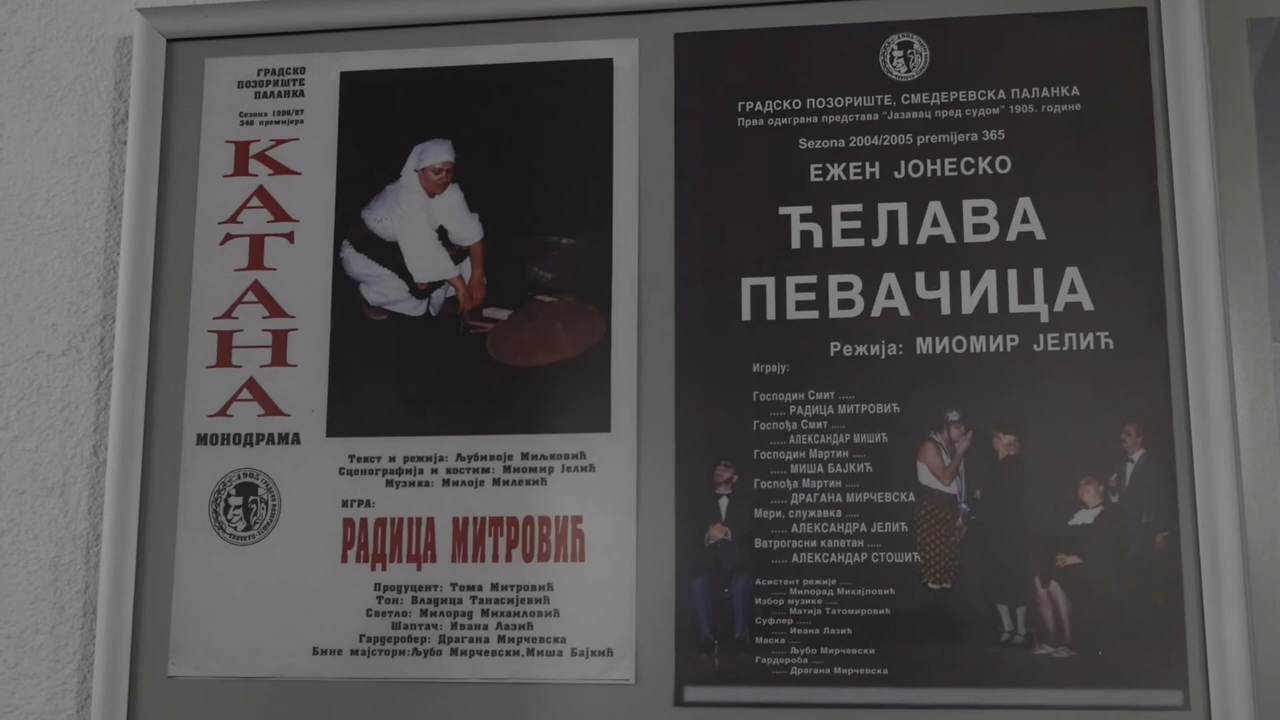 ГРАДСКО
ПОЗОРИШТЕ
ПАЛАНКА
Сезона 1996/97
346 премијера
КАТАНА
МОНОДРАМА
Текст и режија: Љубивоје Миљковић
Сценографија и костим: Миомир Јелић
Музика: Милоје Милекић
ИГРА:
РАДИЦА МИТРОВИЋ
Продуцент: Тома Митровић
Тон: Владица Танасијевић
Светло: Милорад Михаиловић
Шаптач: Ивана Лазић
Гардеробер: Драгана Мирчевска
Бине мајстори:Љубо Мирчевски,Миша Бајкић
ГРАДСКО ПОЗОРИШТЕ, СМЕДЕРЕВСКА ПАЛАНКА
Прва одиграна представа "Јазавац пред судом" 1905. године
Sezona 2004/2005 premijera 365
ЕЖЕН ЈОНЕСКО
ЋЕЛАВА
ПЕВАЧИЦА
Режија: МИОМИР ЈЕЛИЋ
Играју:
Господин Смит .....
..... РАДИЦА МИТРОВИЋ
Госпођа Смит .....
..... АЛЕКСАНДАР МИШИЋ
Господин Мартин .....
..... МИША БАЈКИЋ
Госпођа Мартин .....
..... ДРАГАНА МИРЧЕВСКА
Мери, служавка .....
..... АЛЕКСАНДРА ЈЕЛИЋ
Ватрогасни капетан .....
..... АЛЕКСАНДАР СТОШИЋ
Асистент режије .....
..... Милорад Михајловић
Избор музике .....
..... Матија Татомировић
Суфлер .....
..... Ивана Лазић
Маска .....
..... Љубо Мирчевски
Гардероба .....
..... Драгана Мирчевска